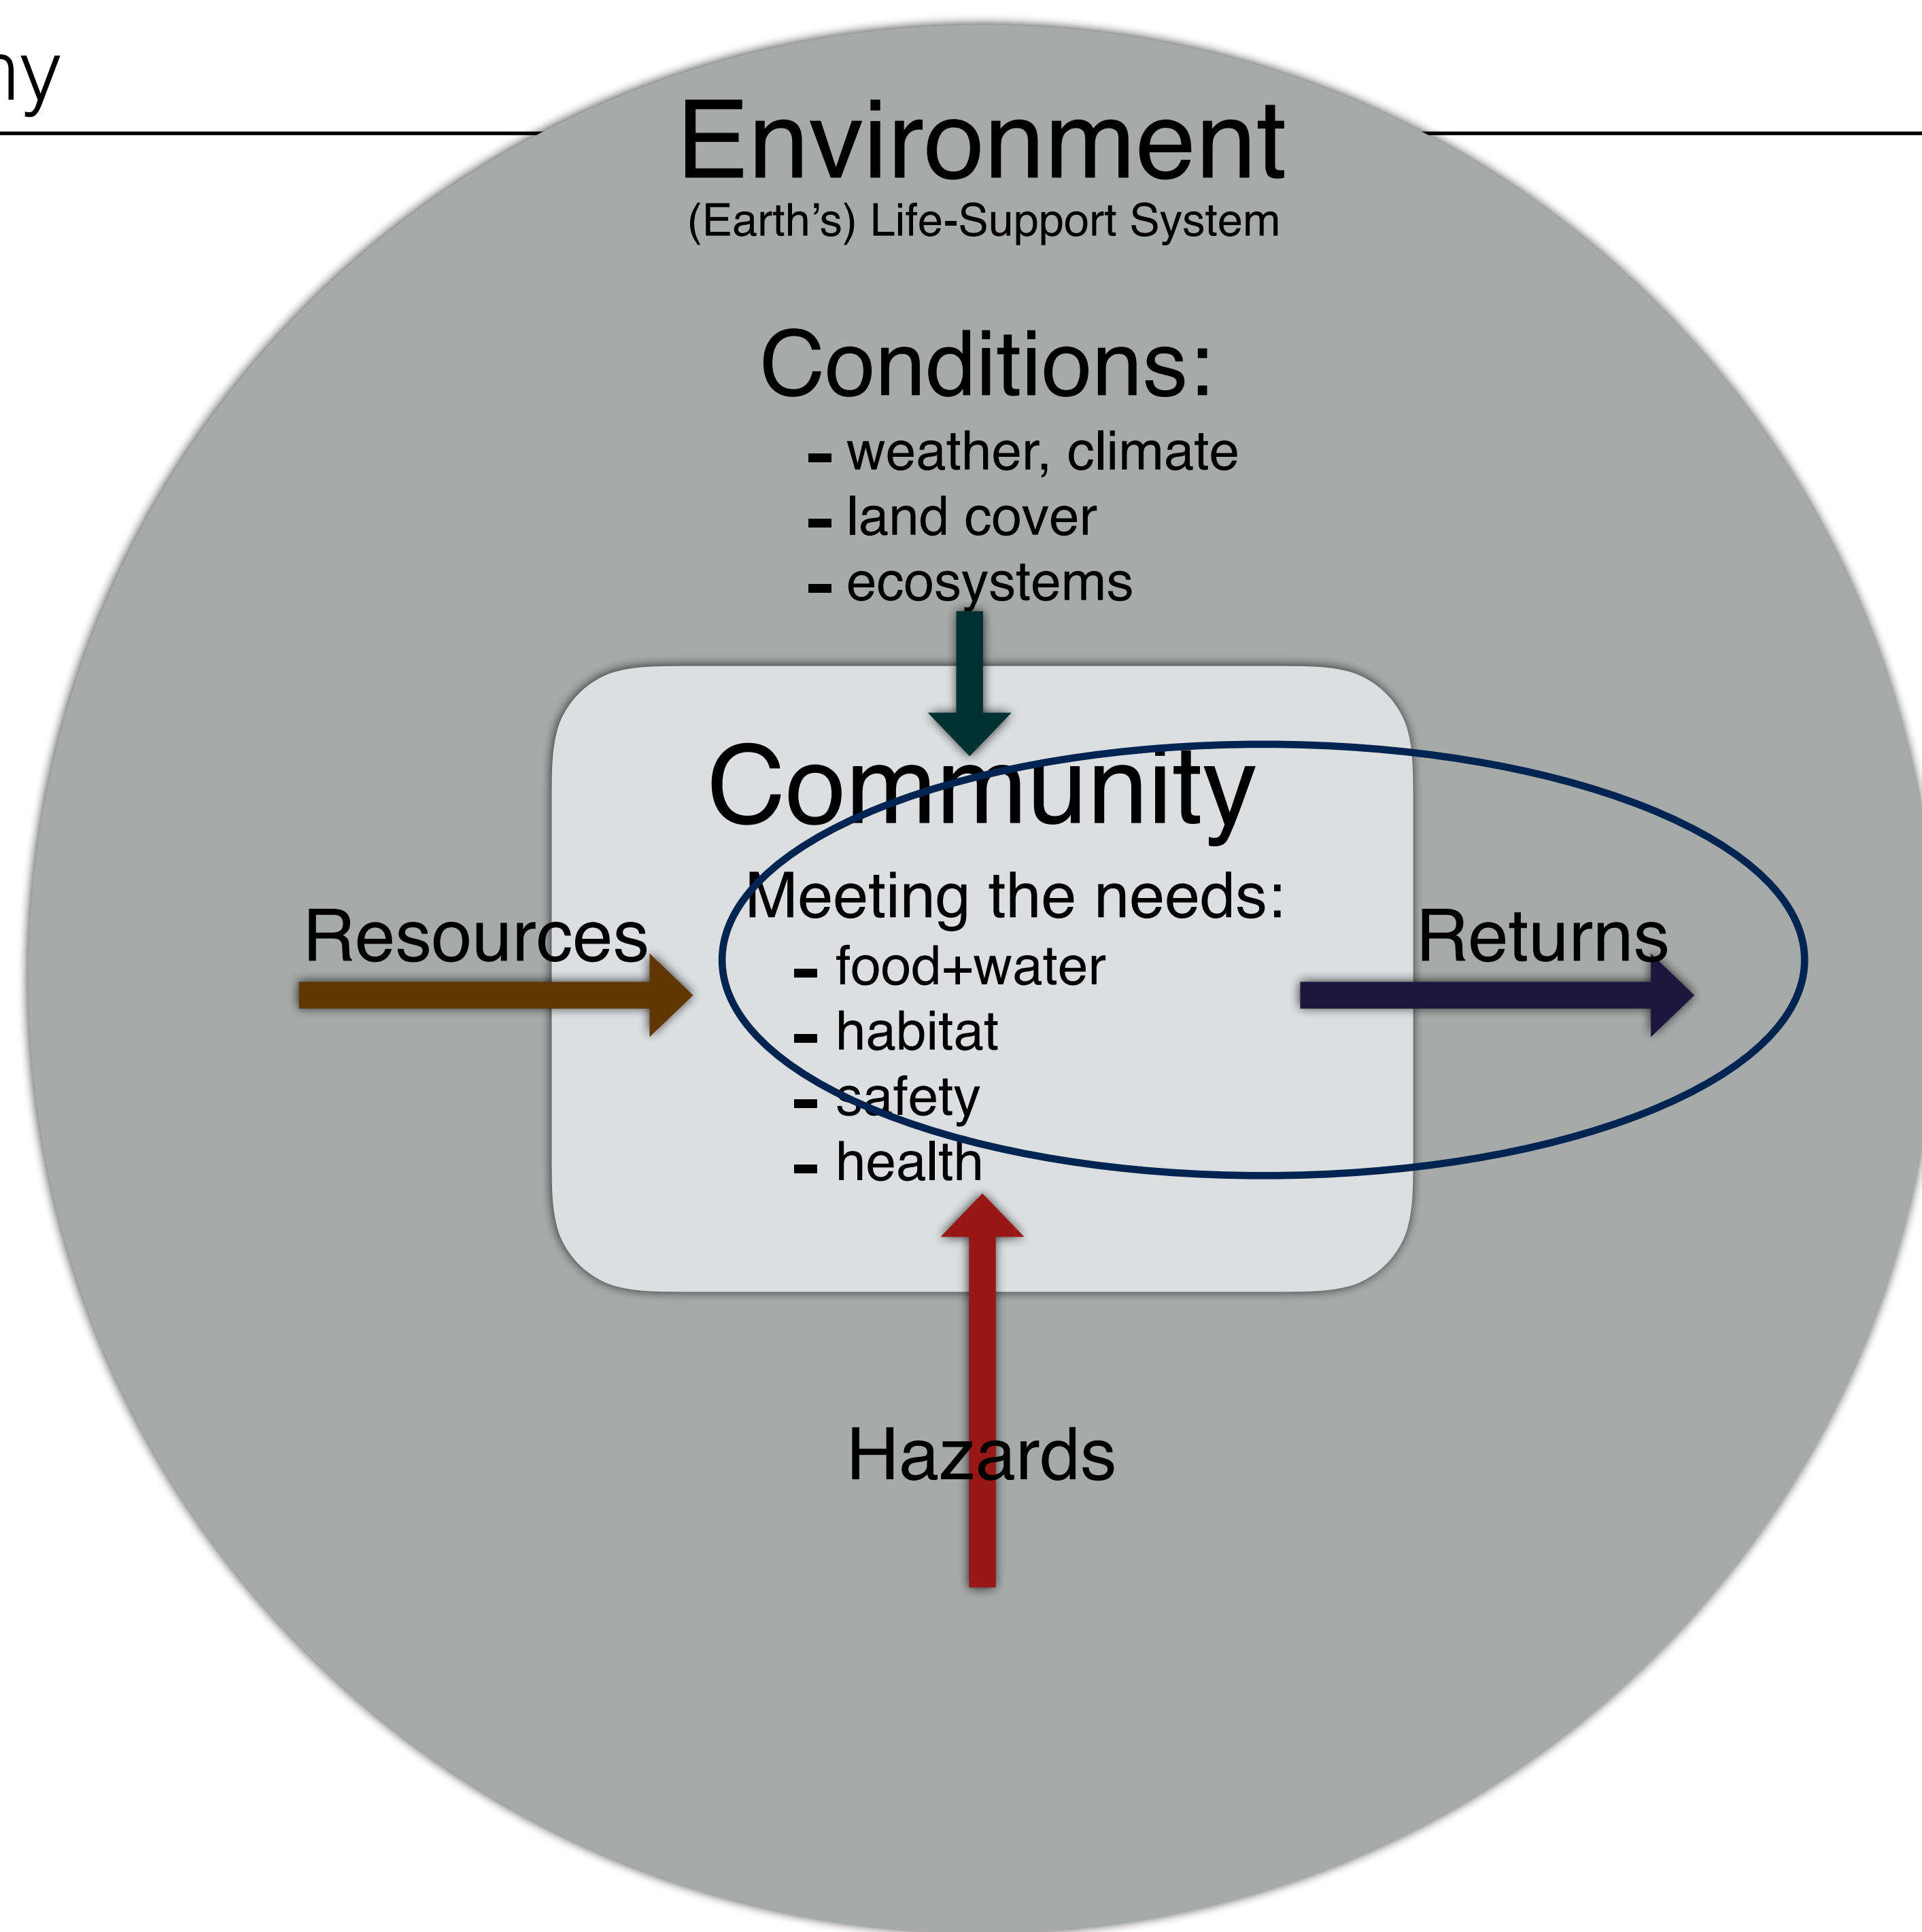 Environment
(Earth's) Life-Support System
Conditions:
- weather, climate
- land cover
- ecosystems
Community
Meeting the needs:
- food+water
- habitat
- safety
- health
Resources
Returns
Hazards